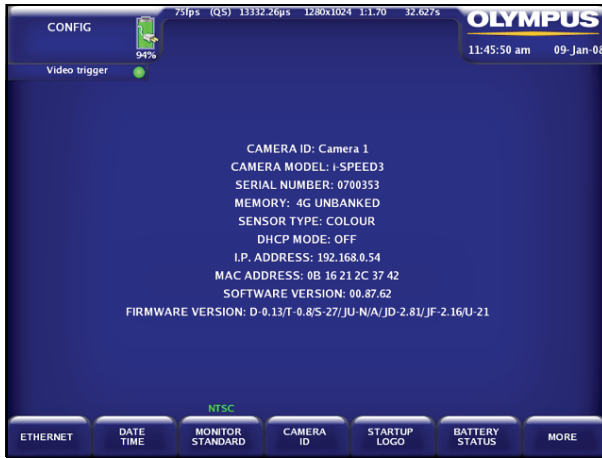 CONFIG
94%
75fps (QS) 13332.26µs 1280x1024 1:1.70 32.627s
OLYMPUS
11:45:50 am 09-Jan-08
Video trigger
CAMERA ID: Camera 1
CAMERA MODEL: i-SPEED3
SERIAL NUMBER: 0700353
MEMORY: 4G UNBANKED
SENSOR TYPE: COLOUR
DHCP MODE: OFF
I.P. ADDRESS: 192.168.0.54
MAC ADDRESS: 0B 16 21 2C 37 42
SOFTWARE VERSION: 00.87.62
FIRMWARE VERSION: D-0.13/T-0.8/S-27/JU-N/A/JD-2.81/JF-2.16/U-21
NTSC
ETHERNET
DATE
TIME
MONITOR
STANDARD
CAMERA
ID
STARTUP
LOGO
BATTERY
STATUS
MORE